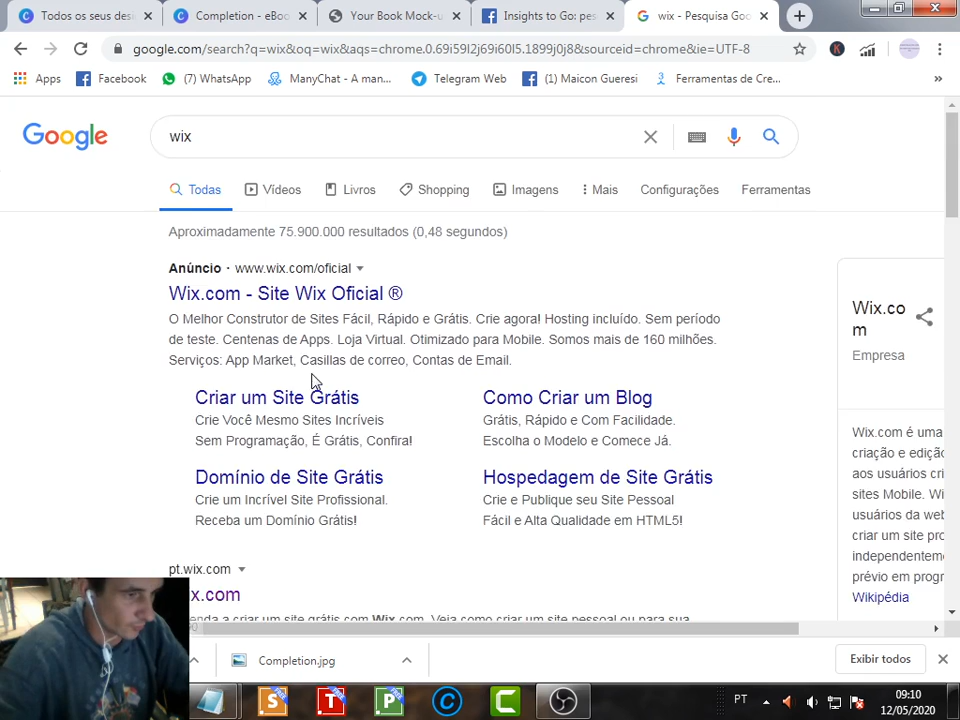 Todos os seus des
Completion - eBo
Your Book Mock-u
Insights to Go: pes
wix - Pesquisa Goo
google.com/search?q=wix&oq=wix&aqs=chrome.0.69i59l2j69i60l5.1899j0j8&sourceid=chrome&ie=UTF-8
Apps
Facebook
(7) WhatsApp
ManyChat - A man...
Telegram Web
(1) Maicon Gueresi
Ferramentas de Cre...
Google
wix
Todas
Vídeos
Livros
Shopping
Imagens
Mais
Configurações
Ferramentas
Aproximadamente 75.900.000 resultados (0,48 segundos)
Anúncio · www.wix.com/oficial
Wix.com - Site Wix Oficial ®
O Melhor Construtor de Sites Fácil, Rápido e Grátis. Crie agora! Hosting incluído. Sem período
de teste. Centenas de Apps. Loja Virtual. Otimizado para Mobile. Somos mais de 160 milhões.
Serviços: App Market, Casillas de correo, Contas de Email.
Criar um Site Grátis
Crie Você Mesmo Sites Incríveis
Sem Programação, É Grátis, Confira!
Como Criar um Blog
Grátis, Rápido e Com Facilidade.
Escolha o Modelo e Comece Já.
Domínio de Site Grátis
Crie um Incrível Site Profissional.
Receba um Domínio Grátis!
Hospedagem de Site Grátis
Crie e Publique seu Site Pessoal
Fácil e Alta Qualidade em HTML5!
pt.wix.com
x.com
Wix.co
m
Empresa
Wix.com é uma
criação e edição
aos usuários cri
sites Mobile. Wi
usuários da web
criar um site pro
independenteme
prévio em progr
Wikipédia
Completion.jpg
Exibir todos
PT
09:10
12/05/2020